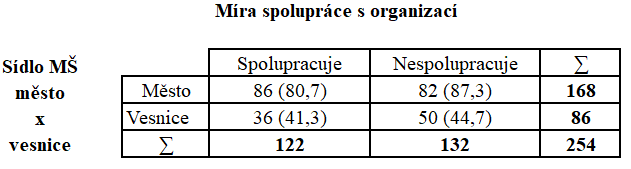 Míra spolupráce s organizací
Sídlo MŠ
město
x
vesnice
Spolupracuje Nespolupracuje ∑
Město 86 (80,7) 82 (87,3) 168
Vesnice 36 (41,3) 50 (44,7) 86
∑ 122 132 254